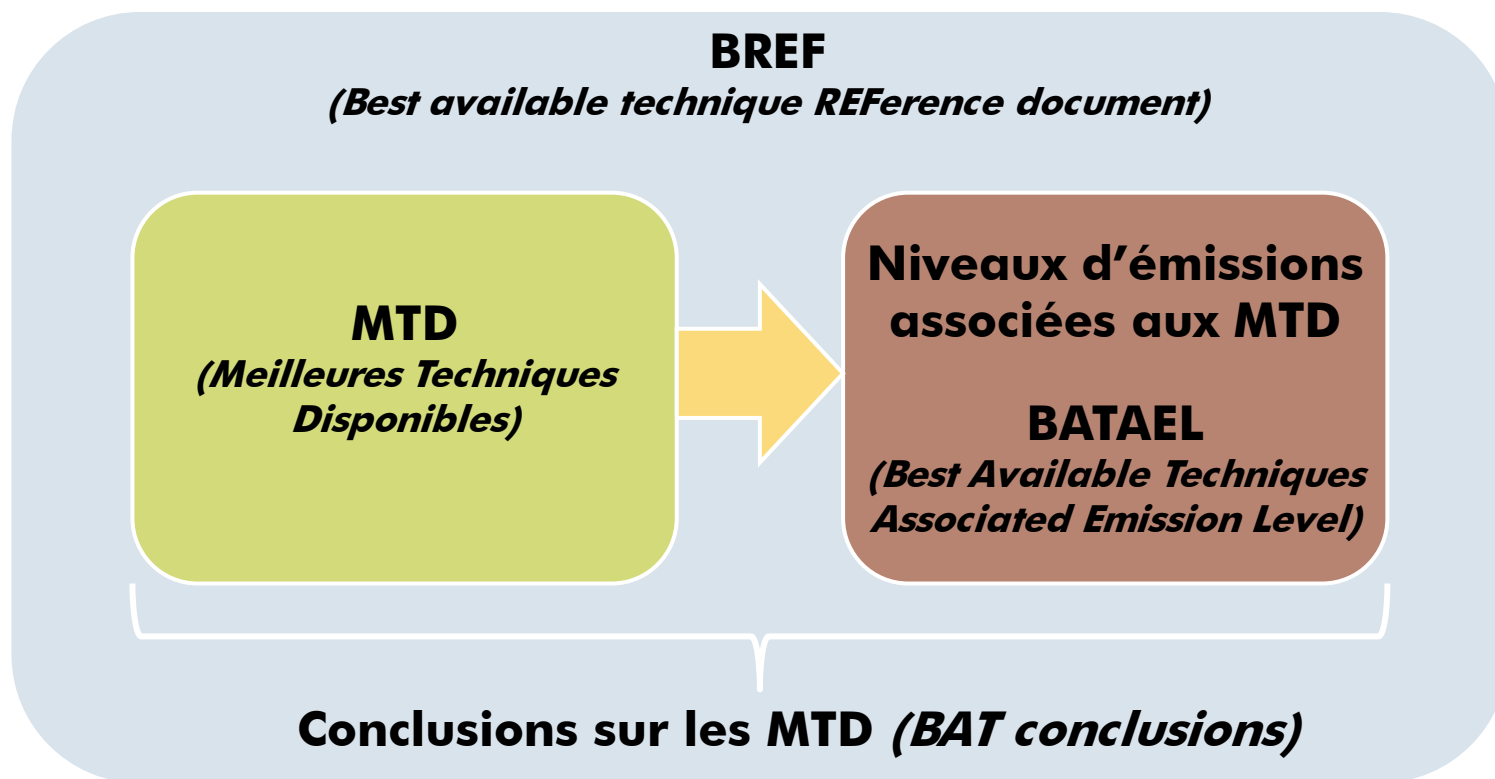 BREF
(Best available technique REFerence document)
MTD
(Meilleures Techniques
Disponibles)
Niveaux d’émissions
associées aux MTD
BATAEL
(Best Available Techniques
Associated Emission Level)
Conclusions sur les MTD (BAT conclusions)